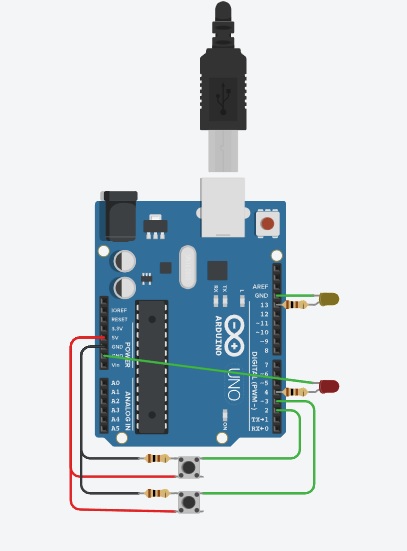 AREF
GND
13
12
~11
~10
~9
8
7
~6
~5
4
~3
2
TX→1
RX←0
DIGITAL (PWM~)
L
TX
RX
ARDUINO
UNO
ON
IOREF
RESET
3.3V
5V
GND
GND
Vin
POWER
A0
A1
A2
A3
A4
A5
ANALOG IN